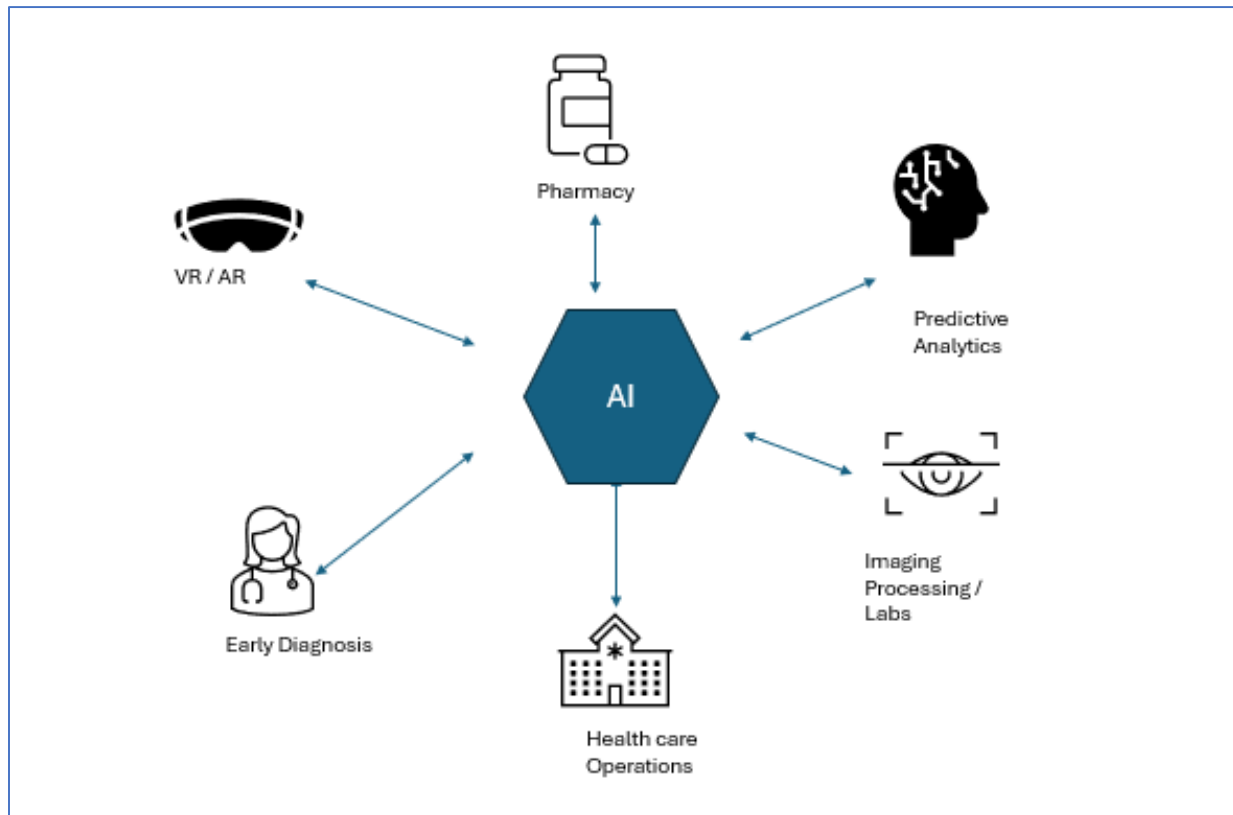 Pharmacy
VR / AR
Predictive
Analytics
AI
Imaging
Processing /
Labs
Early Diagnosis
Health care
Operations